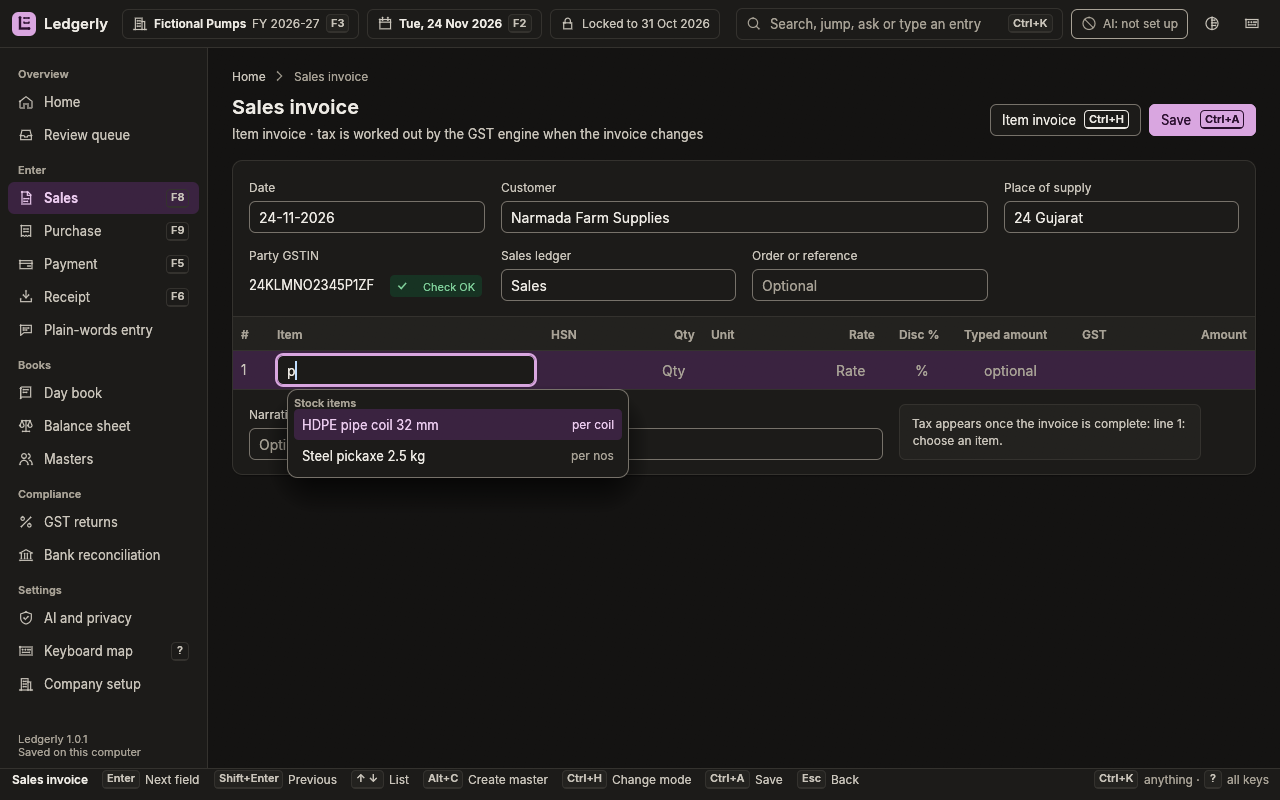 Ledgerly
Fictional Pumps FY 2026-27 F3
Tue, 24 Nov 2026 F2
Locked to 31 Oct 2026
Search, jump, ask or type an entry Ctrl+K
AI: not set up
Overview
Home
Review queue
Enter
Sales F8
Purchase F9
Payment F5
Receipt F6
Plain-words entry
Books
Day book
Balance sheet
Masters
Compliance
GST returns
Bank reconciliation
Settings
AI and privacy
Keyboard map ?
Company setup
Ledgerly 1.0.1
Saved on this computer
Home Sales invoice
Sales invoice
Item invoice · tax is worked out by the GST engine when the invoice changes
Item invoice Ctrl+H
Save Ctrl+A
Date Customer Place of supply
24-11-2026 Narmada Farm Supplies 24 Gujarat
Party GSTIN Sales ledger Order or reference
24KLMNO2345P1ZF Check OK Sales Optional
# Item HSN Qty Unit Rate Disc % Typed amount GST Amount
1 p Qty Rate % optional
Stock items
HDPE pipe coil 32 mm per coil
Steel pickaxe 2.5 kg per nos
Narrati
Opti
Tax appears once the invoice is complete: line 1:
choose an item.
Sales invoice Enter Next field Shift+Enter Previous ↑ ↓ List Alt+C Create master Ctrl+H Change mode Ctrl+A Save Esc Back Ctrl+K anything · ? all keys